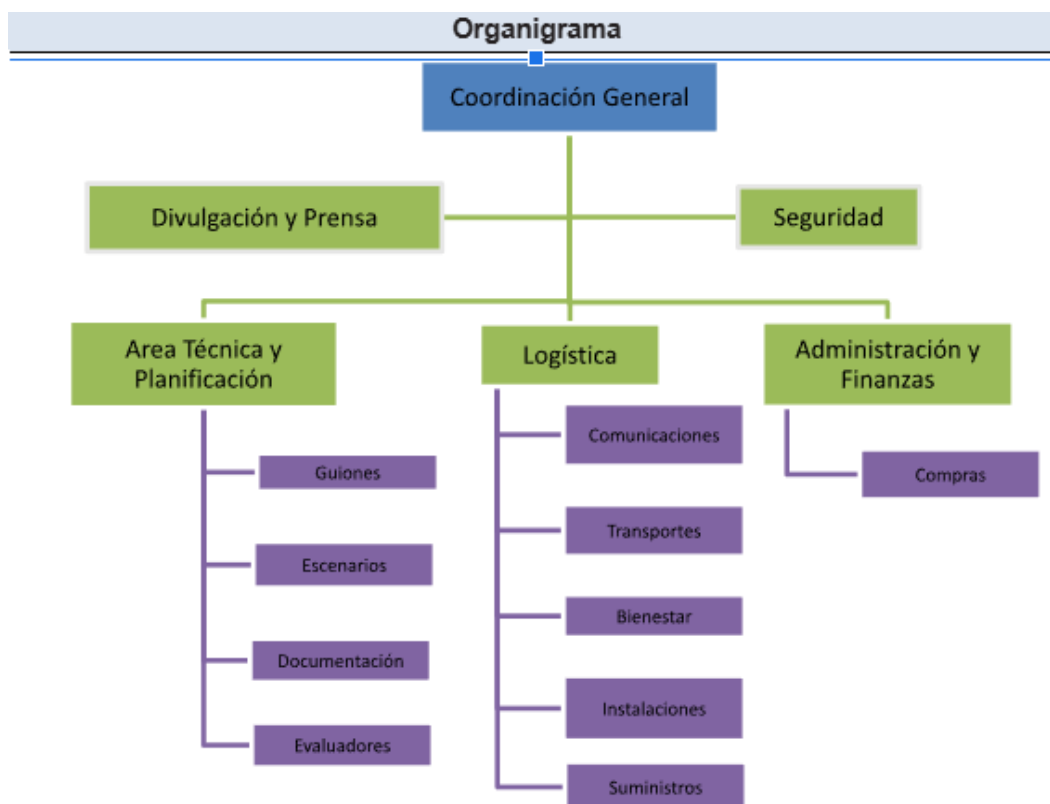 Organigrama
Coordinación General
Divulgación y Prensa
Seguridad
Area Técnica y
Planificación
Logística
Administración y
Finanzas
Guiones
Escenarios
Documentación
Evaluadores
Comunicaciones
Transportes
Bienestar
Instalaciones
Suministros
Compras